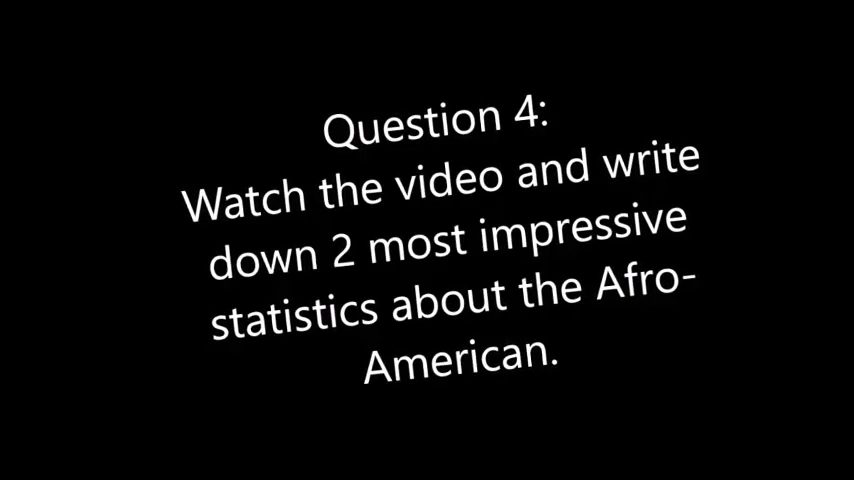 Question 4:
Watch the video and write
down 2 most impressive
statistics about the Afro-
American.